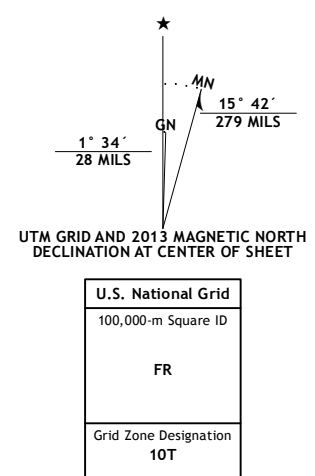 ★
MN
15° 42´
279 MILS
GN
1° 34´
28 MILS
UTM GRID AND 2013 MAGNETIC NORTH
DECLINATION AT CENTER OF SHEET
U.S. National Grid
100,000-m Square ID
FR
Grid Zone Designation
10T